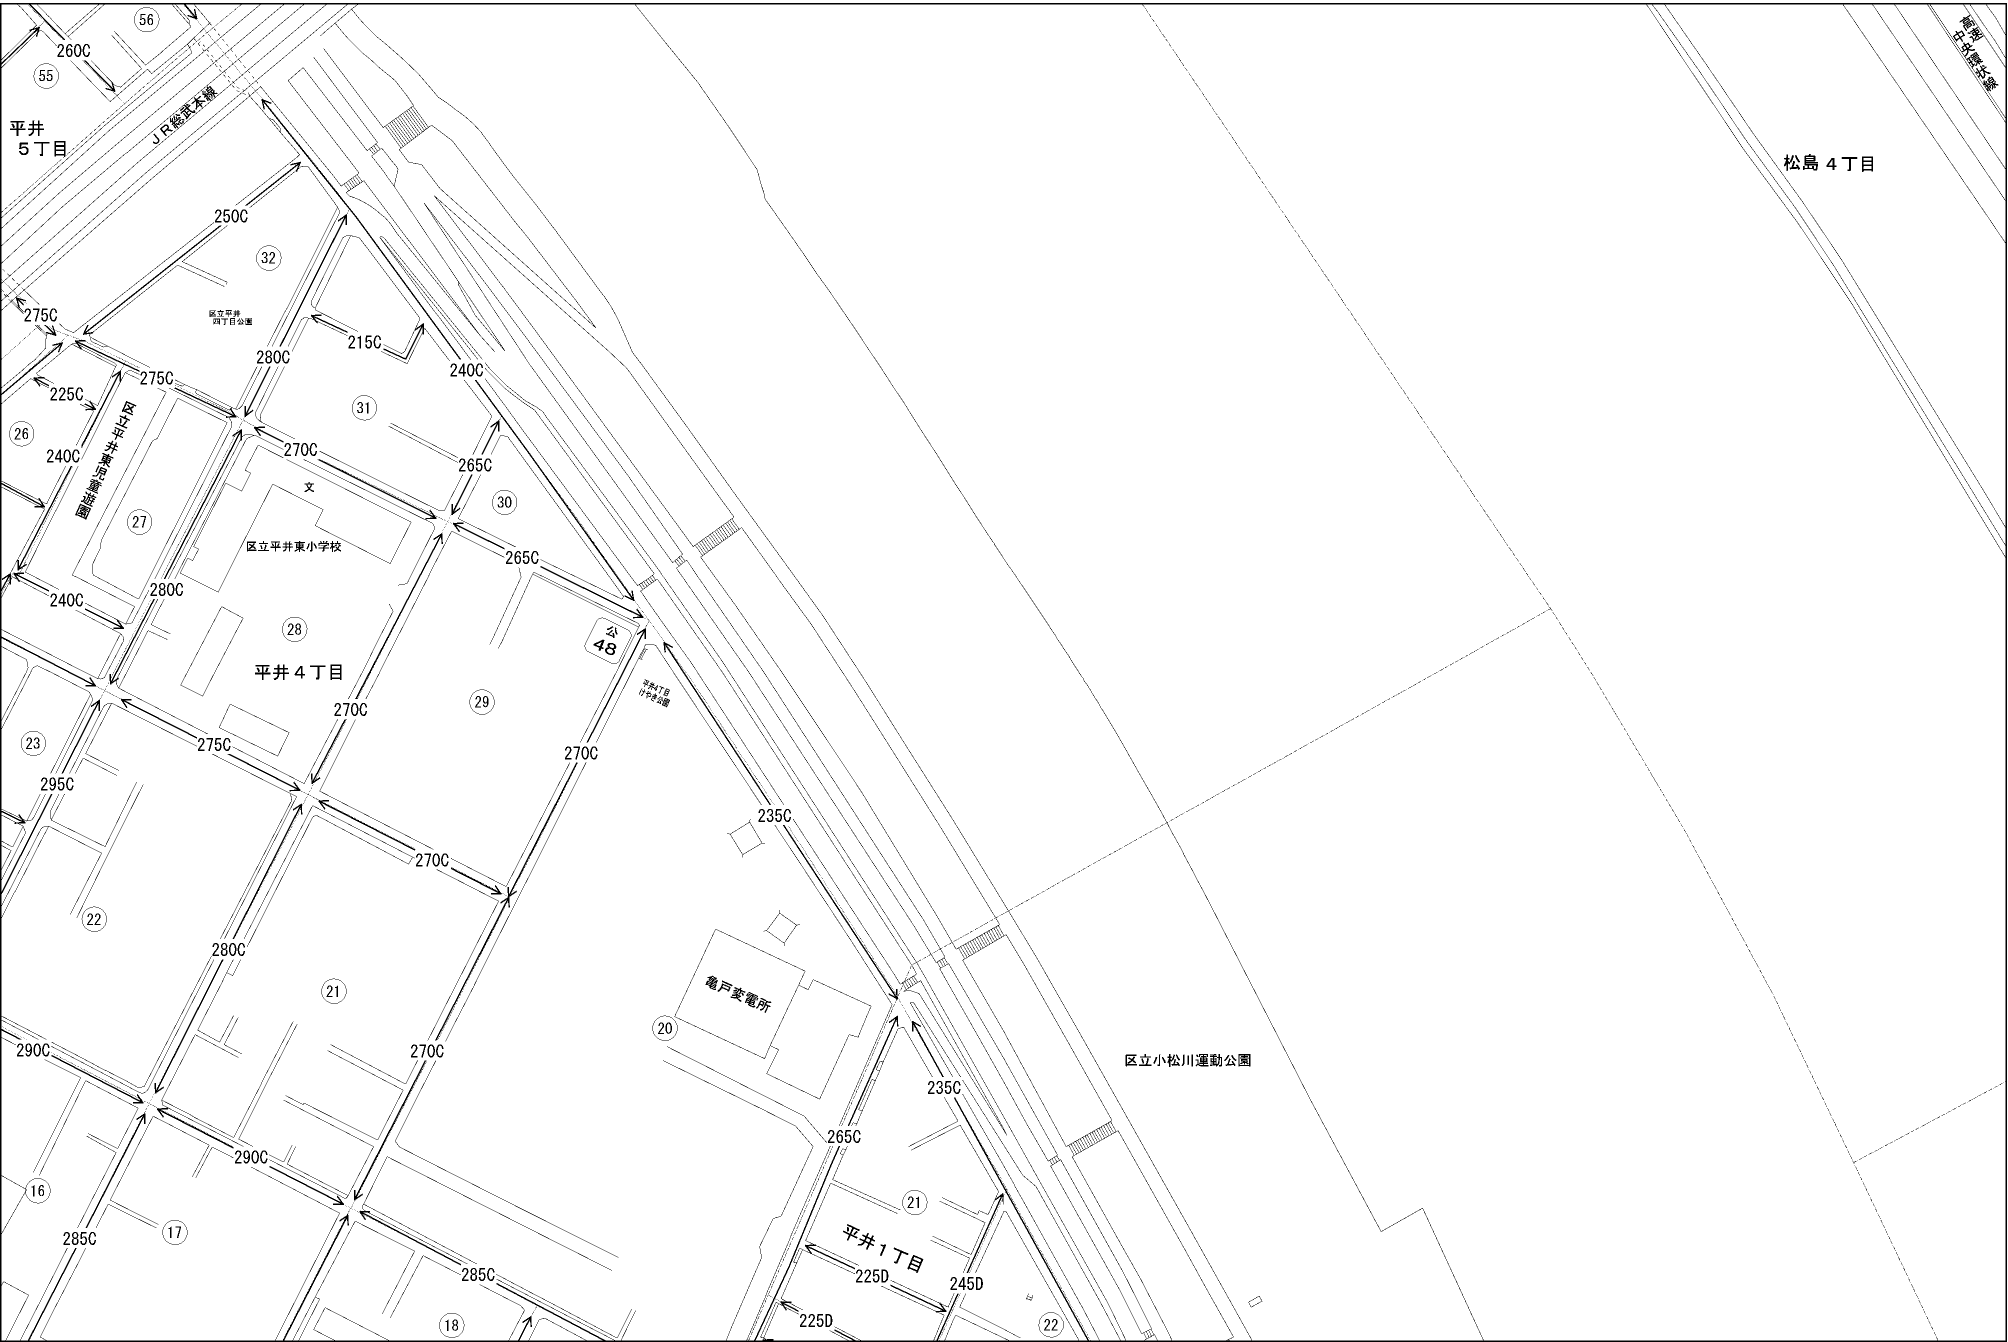 56
260C
55
高速
中央環状線
JR総武本線
平井
5丁目
松島 4丁目
250C
32
275C
区立平井
四丁目公園
215C
280C
240C
275C
225C
31
区立平井東児童遊園
26
270C
240C
265C
文
30
27
区立平井東小学校
265C
280C
240C
28
公
48
平井4丁目
平井4丁目
けやき公園
29
270C
23
275C
270C
295C
235C
270C
22
280C
21
亀戸変電所
20
290C
270C
区立小松川運動公園
235C
265C
290C
16
21
17
平井1丁目
285C
285C
225D
245D
225D
18
22